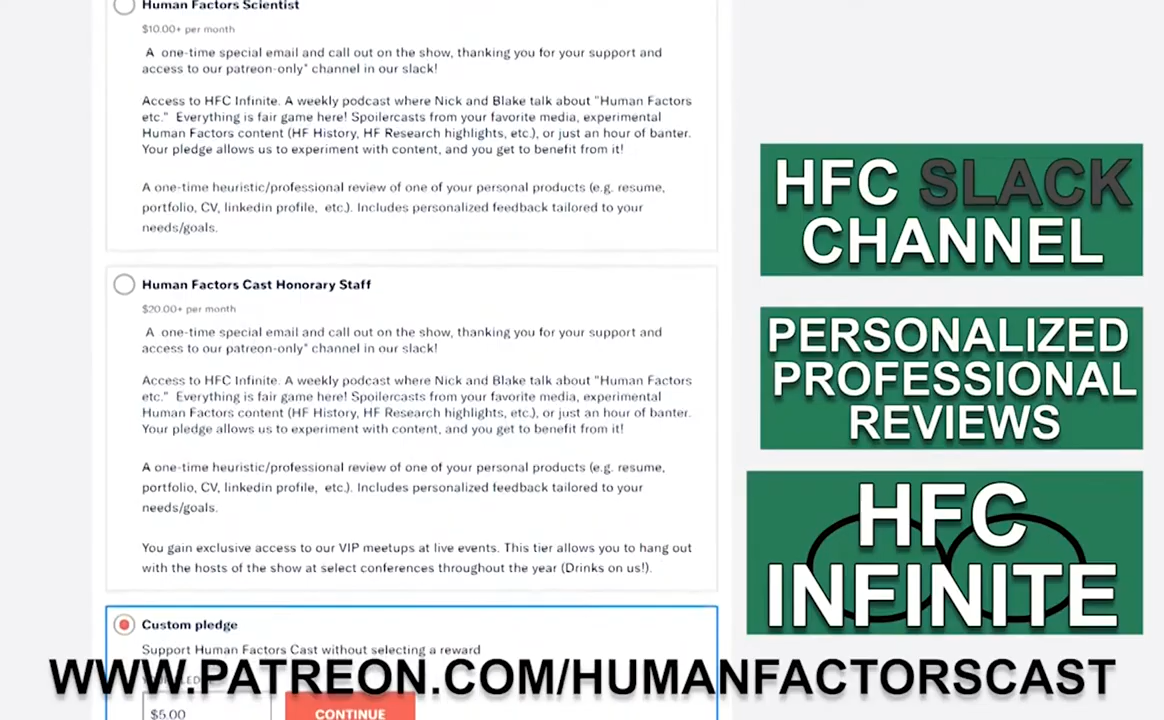 Human Factors Scientist
$10.00+ per month
A one-time special email and call out on the show, thanking you for your support and
access to our patreon-only* channel in our slack!
Access to HFC Infinite. A weekly podcast where Nick and Blake talk about "Human Factors
etc." Everything is fair game here! Spoilercasts from your favorite media, experimental
Human Factors content (HF History, HF Research highlights, etc.), or just an hour of banter.
Your pledge allows us to experiment with content, and you get to benefit from it!
A one-time heuristic/professional review of one of your personal products (e.g. resume,
portfolio, CV, linkedin profile, etc.). Includes personalized feedback tailored to your
needs/goals.
Human Factors Cast Honorary Staff
$20.00+ per month
A one-time special email and call out on the show, thanking you for your support and
access to our patreon-only* channel in our slack!
Access to HFC Infinite. A weekly podcast where Nick and Blake talk about "Human Factors
etc." Everything is fair game here! Spoilercasts from your favorite media, experimental
Human Factors content (HF History, HF Research highlights, etc.), or just an hour of banter.
Your pledge allows us to experiment with content, and you get to benefit from it!
A one-time heuristic/professional review of one of your personal products (e.g. resume,
portfolio, CV, linkedin profile, etc.). Includes personalized feedback tailored to your
needs/goals.
You gain exclusive access to our VIP meetups at live events. This tier allows you to hang out
with the hosts of the show at select conferences throughout the year (Drinks on us!).
Custom pledge
Support Human Factors Cast without selecting a reward
$5.00
CONTINUE
HFC SLACK
CHANNEL
PERSONALIZED
PROFESSIONAL
REVIEWS
HFC
INFINITE
WWW.PATREON.COM/HUMANFACTORSCAST